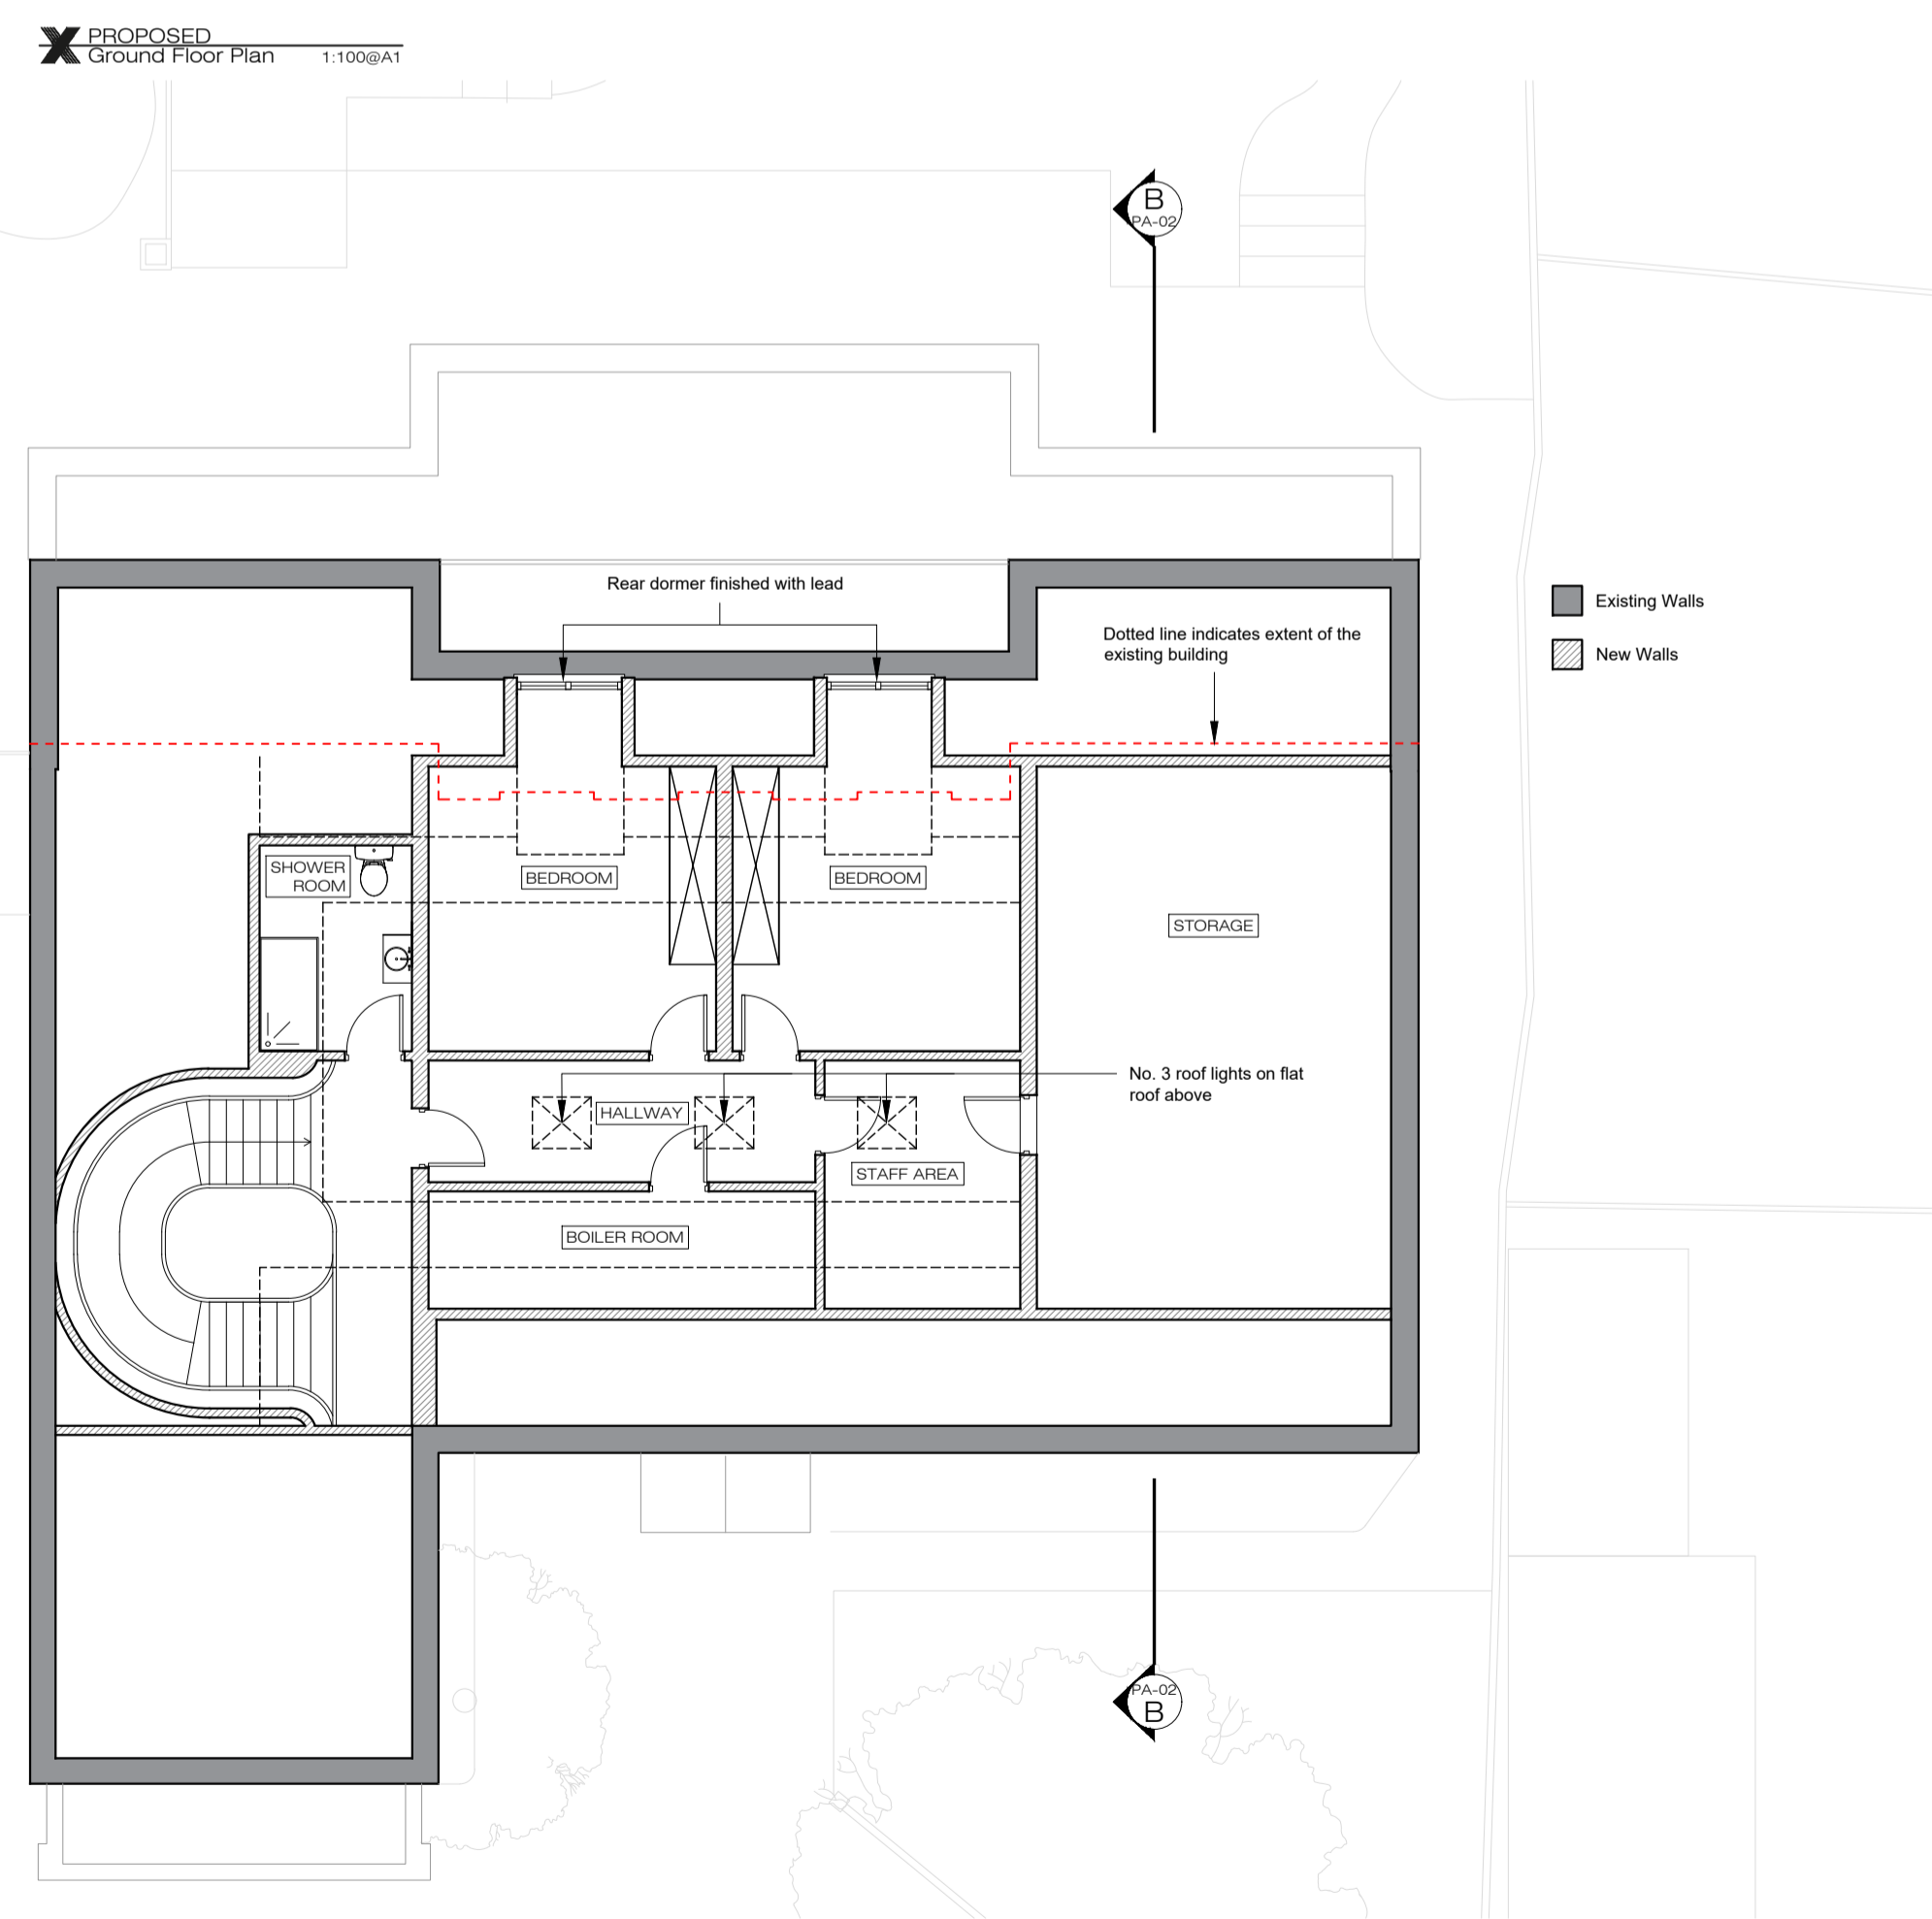 PROPOSED
Ground Floor Plan 1:100@A1
B
PA-02
Rear dormer finished with lead
Dotted line indicates extent of the
existing building
Existing Walls
New Walls
SHOWER
ROOM
BEDROOM
BEDROOM
STORAGE
No. 3 roof lights on flat
roof above
HALLWAY
STAFF AREA
BOILER ROOM
PA-02
B